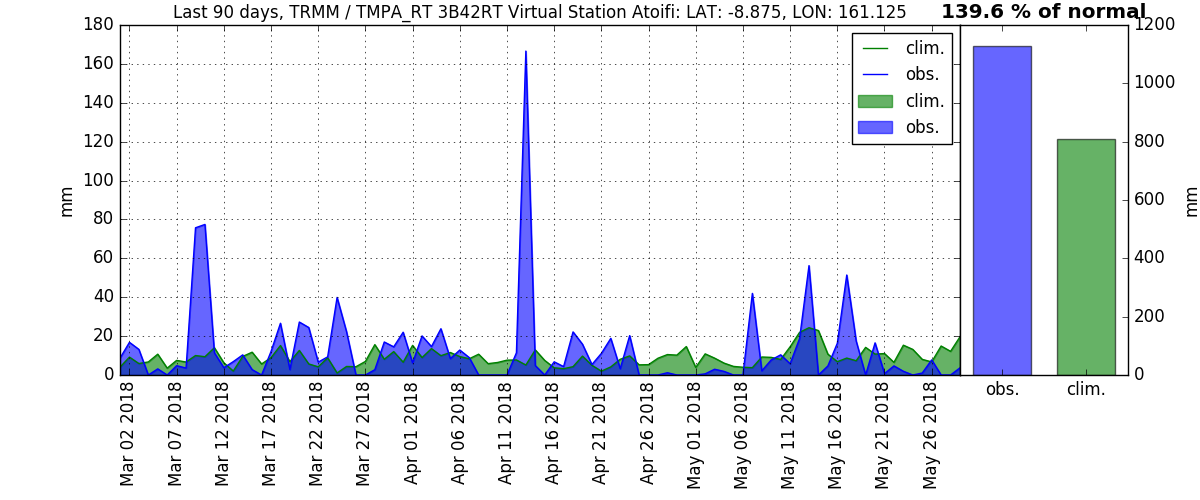 Last 90 days, TRMM / TMPA_RT 3B42RT Virtual Station Atoifi: LAT: -8.875, LON: 161.125
139.6 % of normal
180
160
140
120
100
80
60
40
20
0
mm
clim.
obs.
clim.
obs.
1200
1000
800
600
400
200
0
mm
Mar 02 2018
Mar 07 2018
Mar 12 2018
Mar 17 2018
Mar 22 2018
Mar 27 2018
Apr 01 2018
Apr 06 2018
Apr 11 2018
Apr 16 2018
Apr 21 2018
Apr 26 2018
May 01 2018
May 06 2018
May 11 2018
May 16 2018
May 21 2018
May 26 2018
obs.
clim.